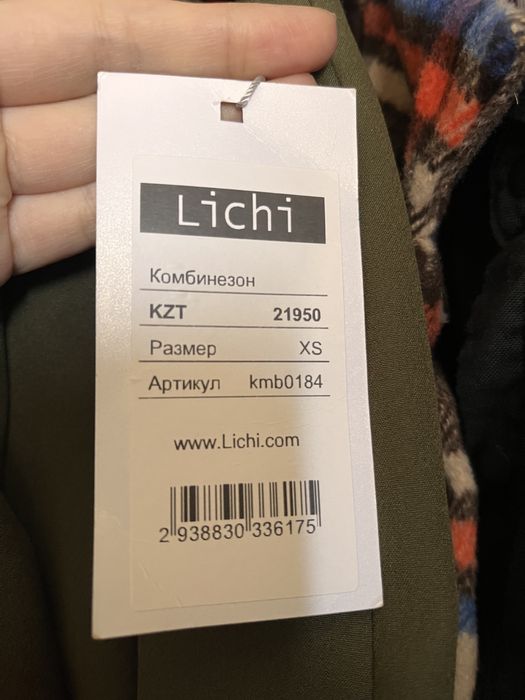 Lichi
Комбинезон
KZT 21950
Размер XS
Артикул kmb0184
www.Lichi.com
2 938830 336175